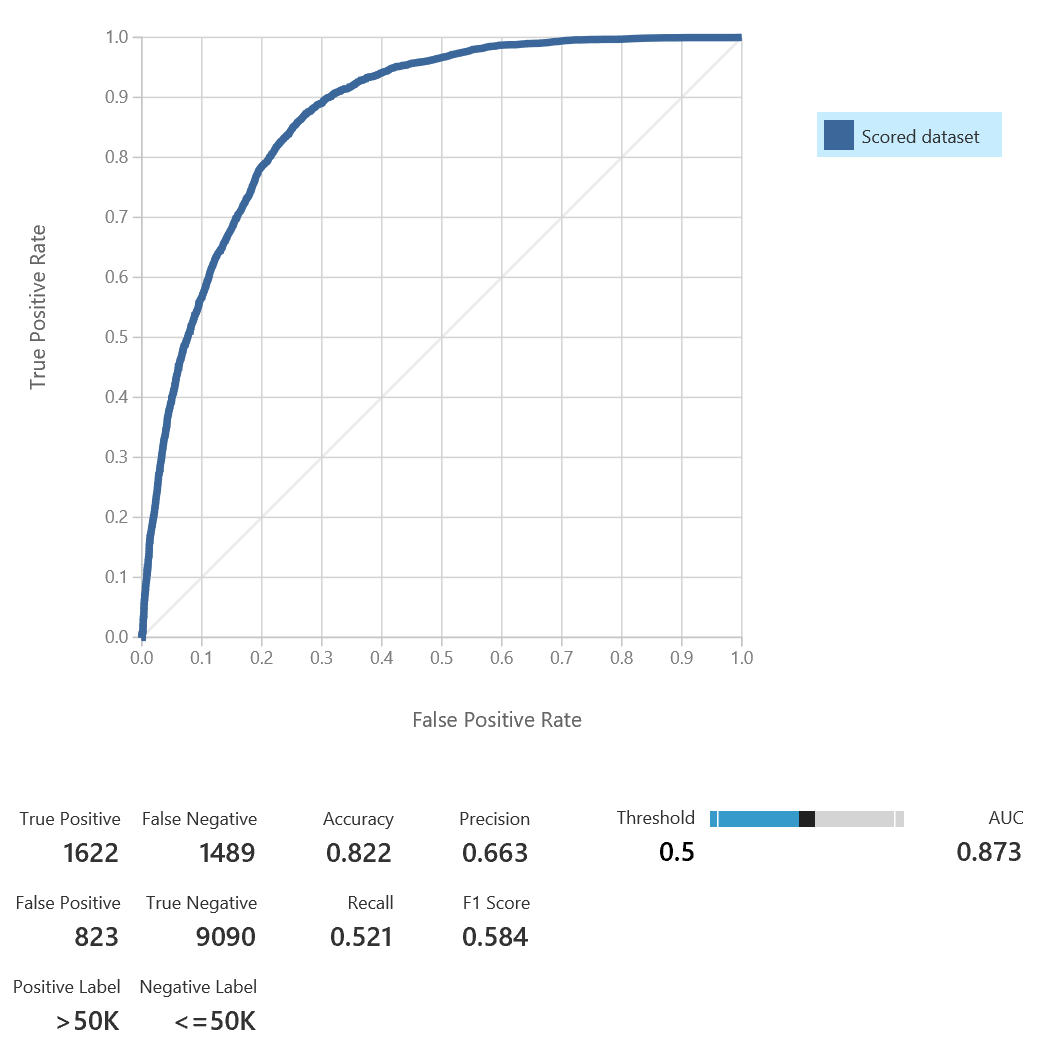 1.0
0.9
0.8
0.7
0.6
0.5
0.4
0.3
0.2
0.1
0.0
True Positive Rate
0.0 0.1 0.2 0.3 0.4 0.5 0.6 0.7 0.8 0.9 1.0
False Positive Rate
Scored dataset
True Positive False Negative Accuracy Precision Threshold AUC
1622 1489 0.822 0.663 0.5 0.873
False Positive True Negative Recall F1 Score
823 9090 0.521 0.584
Positive Label Negative Label
>50K <=50K